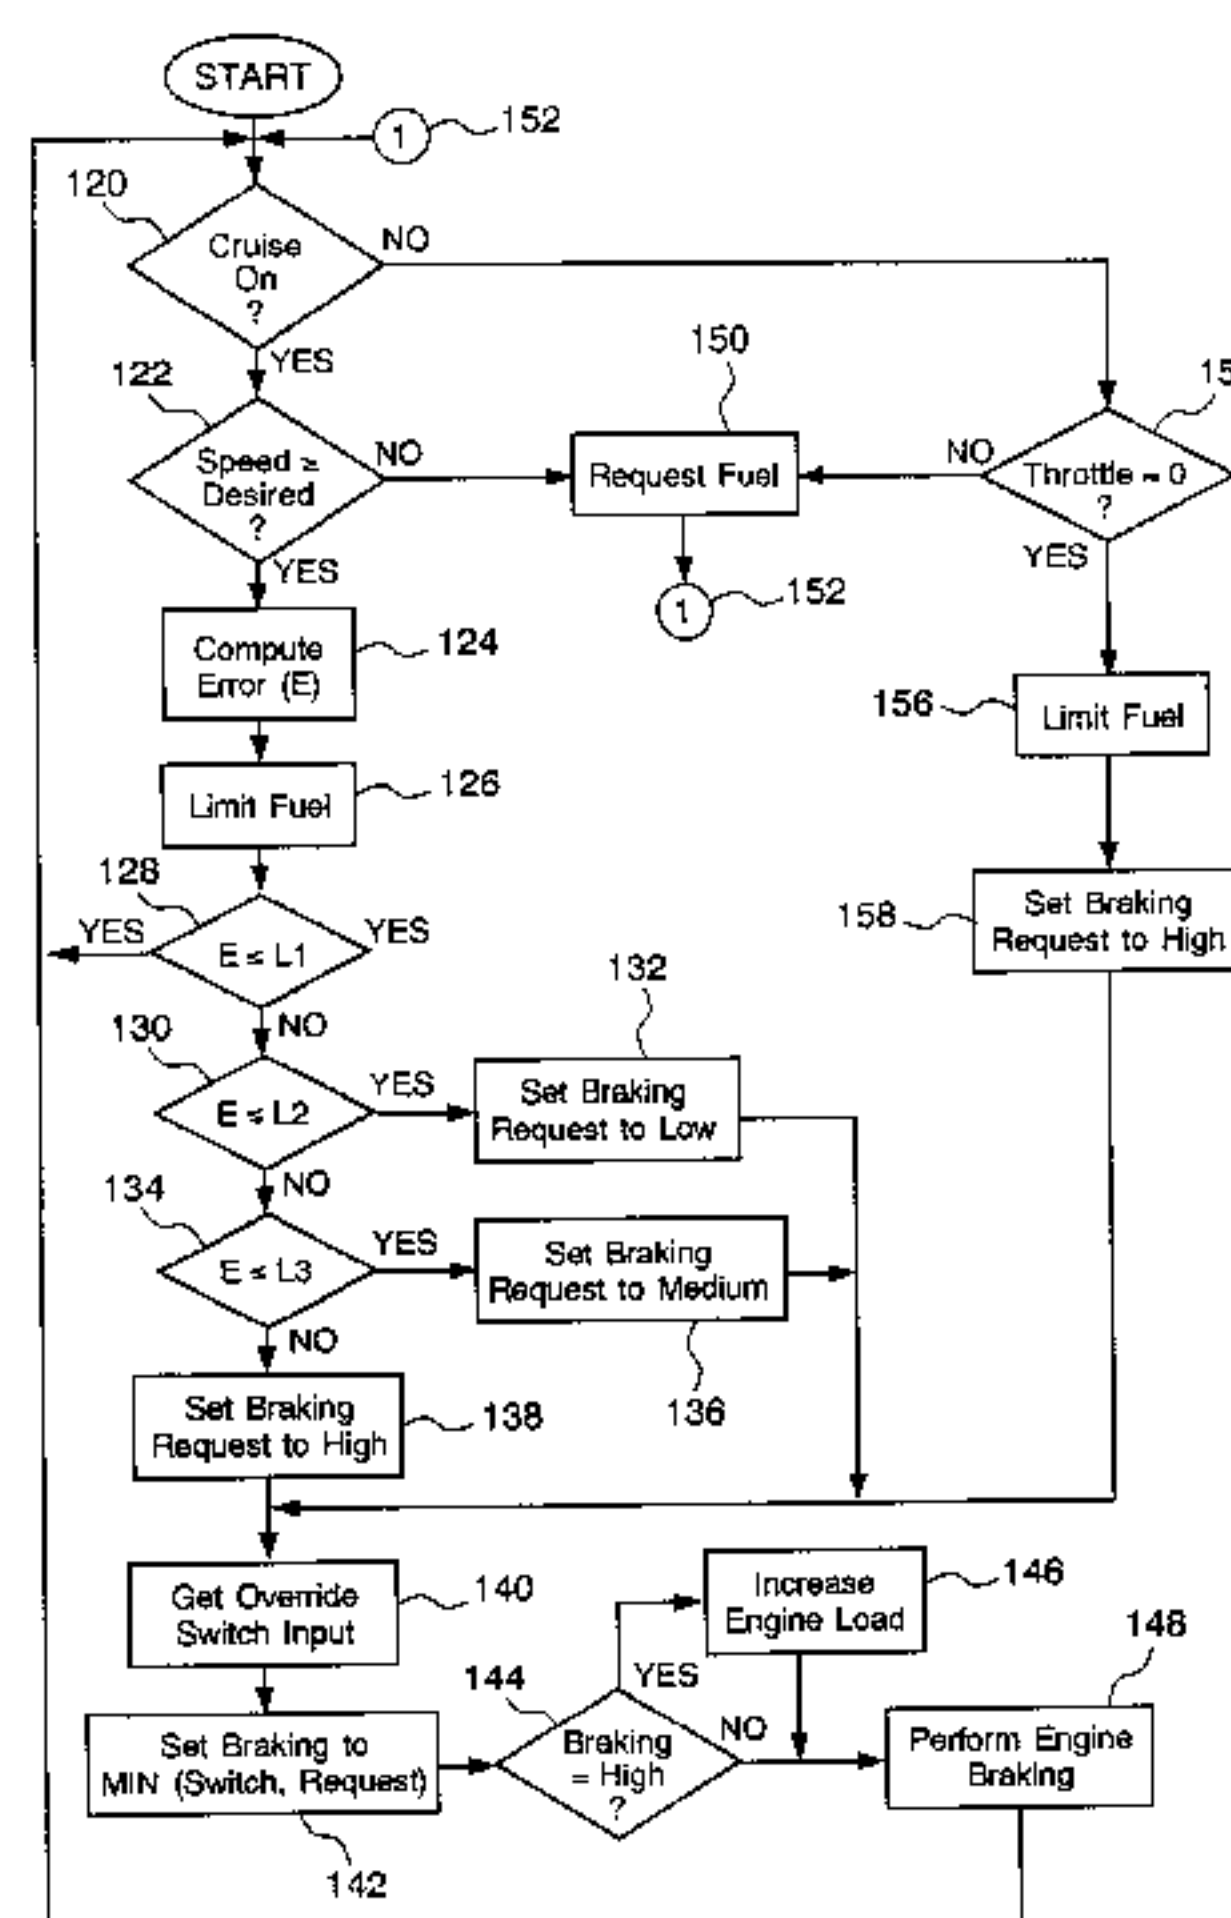 START
1
152
120
Cruise
On
?
NO
YES
150
122
Speed ≥
Desired
?
NO
YES
Request Fuel
15
Throttle = 0
?
NO
YES
1
152
Compute
Error (E)
124
156
Limit Fuel
Limit Fuel
126
128
YES
E ≤ L1
YES
NO
158
Set Braking
Request to High
132
130
E ≤ L2
YES
NO
Set Braking
Request to Low
134
E ≤ L3
YES
NO
Set Braking
Request to Medium
136
Set Braking
Request to High
138
Get Override
Switch Input
140
Increase
Engine Load
146
148
144
YES
NO
Set Braking to
MIN (Switch, Request)
Braking
= High
?
Perform Engine
Braking
142